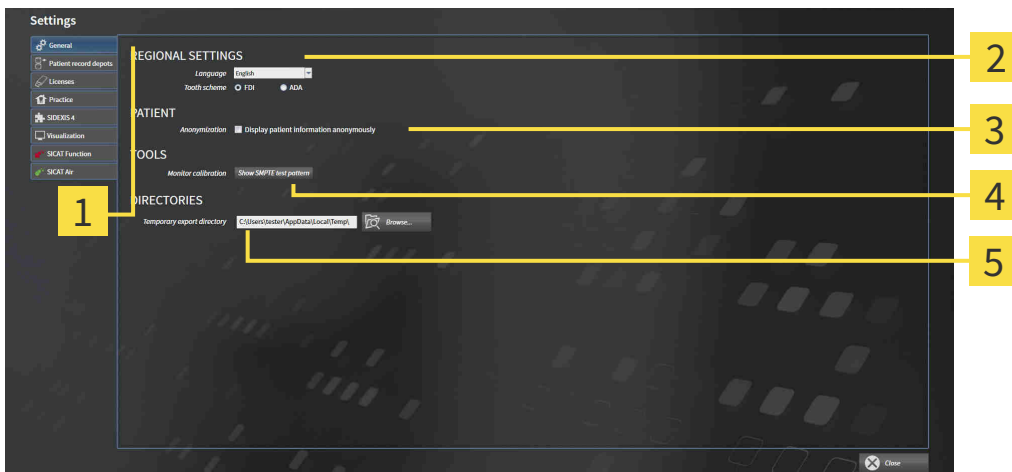 Settings
General
Patient record depots
Licenses
Practice
SIDEXIS 4
Visualization
SICAT Function
SICAT Air
REGIONAL SETTINGS
Language English
Tooth scheme FDI ADA
PATIENT
Anonymization Display patient information anonymously
TOOLS
Monitor calibration Show SMPTE test pattern
DIRECTORIES
Temporary export directory C:\Users\tester\AppData\Local\Temp\ Browse...
Close
1
2
3
4
5